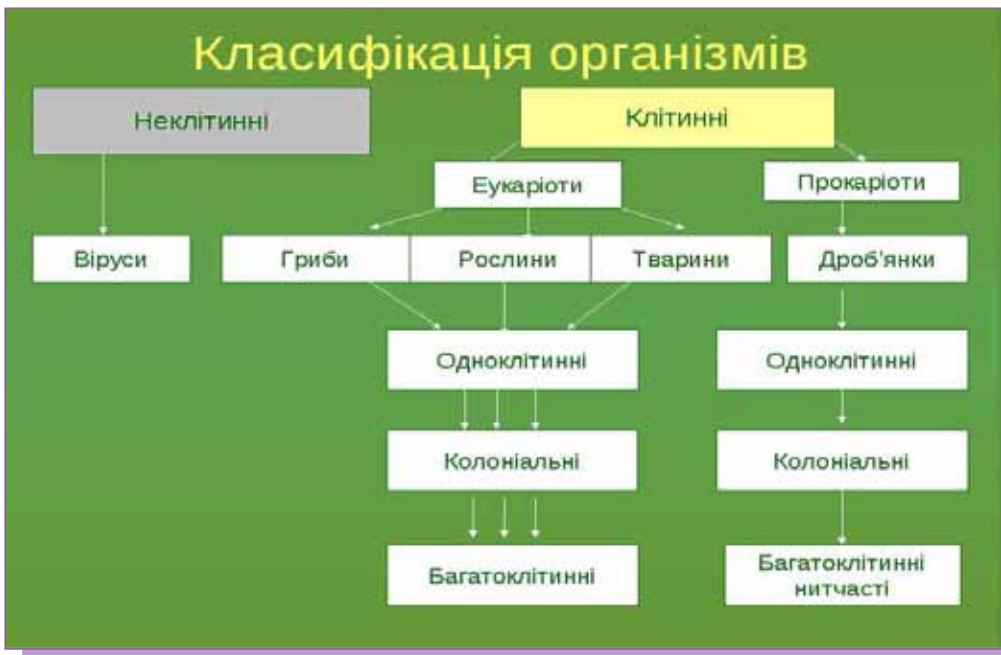 Класифікація організмів
Неклітинні
Клітинні
Еукаріоти
Прокаріоти
Віруси
Гриби
Рослини
Тварини
Дроб'янки
Одноклітинні
Одноклітинні
Колоніальні
Колоніальні
Багатоклітинні
Багатоклітинні
нитчасті